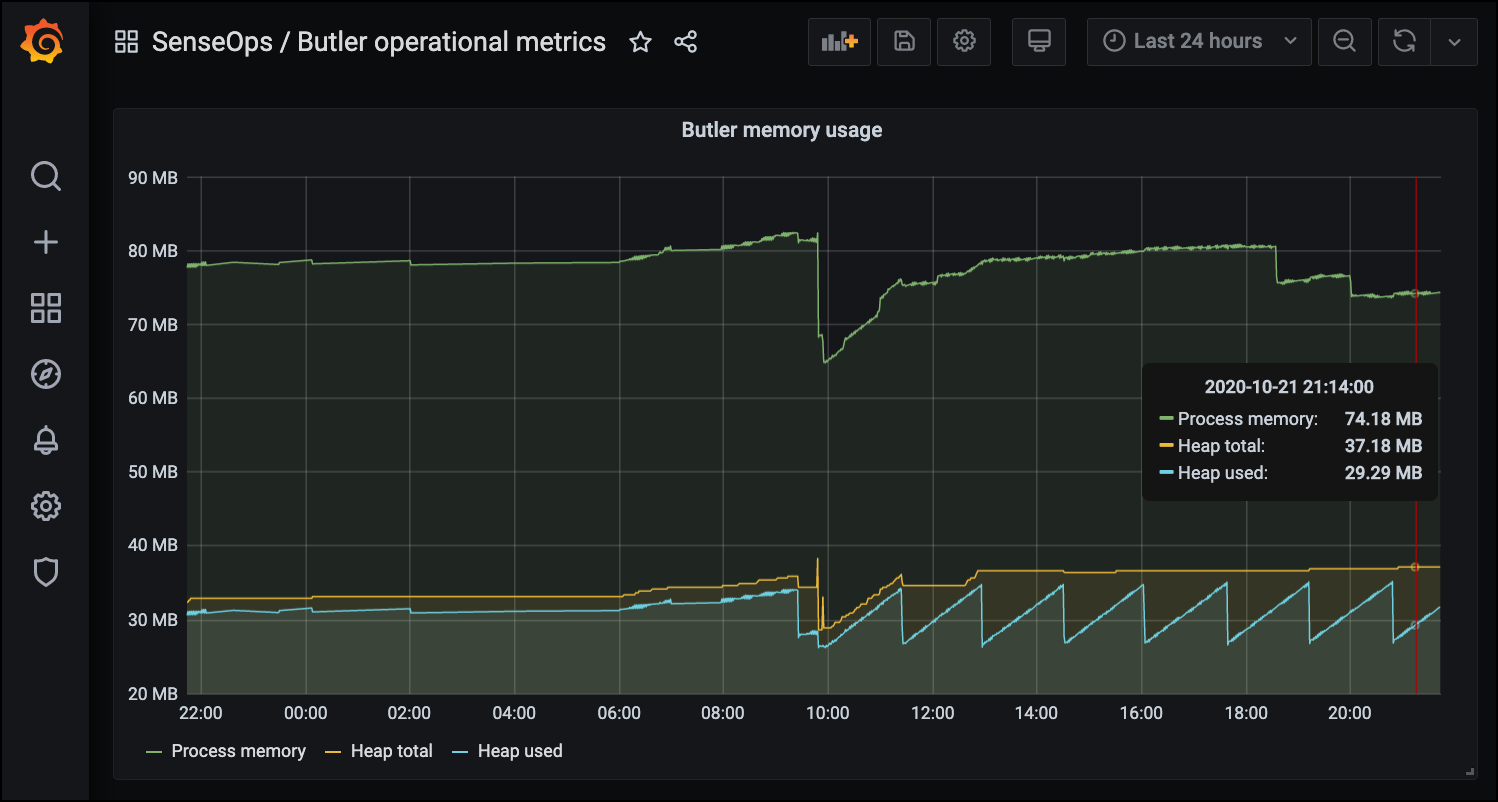 SenseOps / Butler operational metrics
Last 24 hours
Butler memory usage
90 MB
80 MB
70 MB
60 MB
50 MB
40 MB
30 MB
20 MB
2020-10-21 21:14:00
Process memory: 74.18 MB
Heap total: 37.18 MB
Heap used: 29.29 MB
22:00 00:00 02:00 04:00 06:00 08:00 10:00 12:00 14:00 16:00 18:00 20:00
Process memory Heap total Heap used